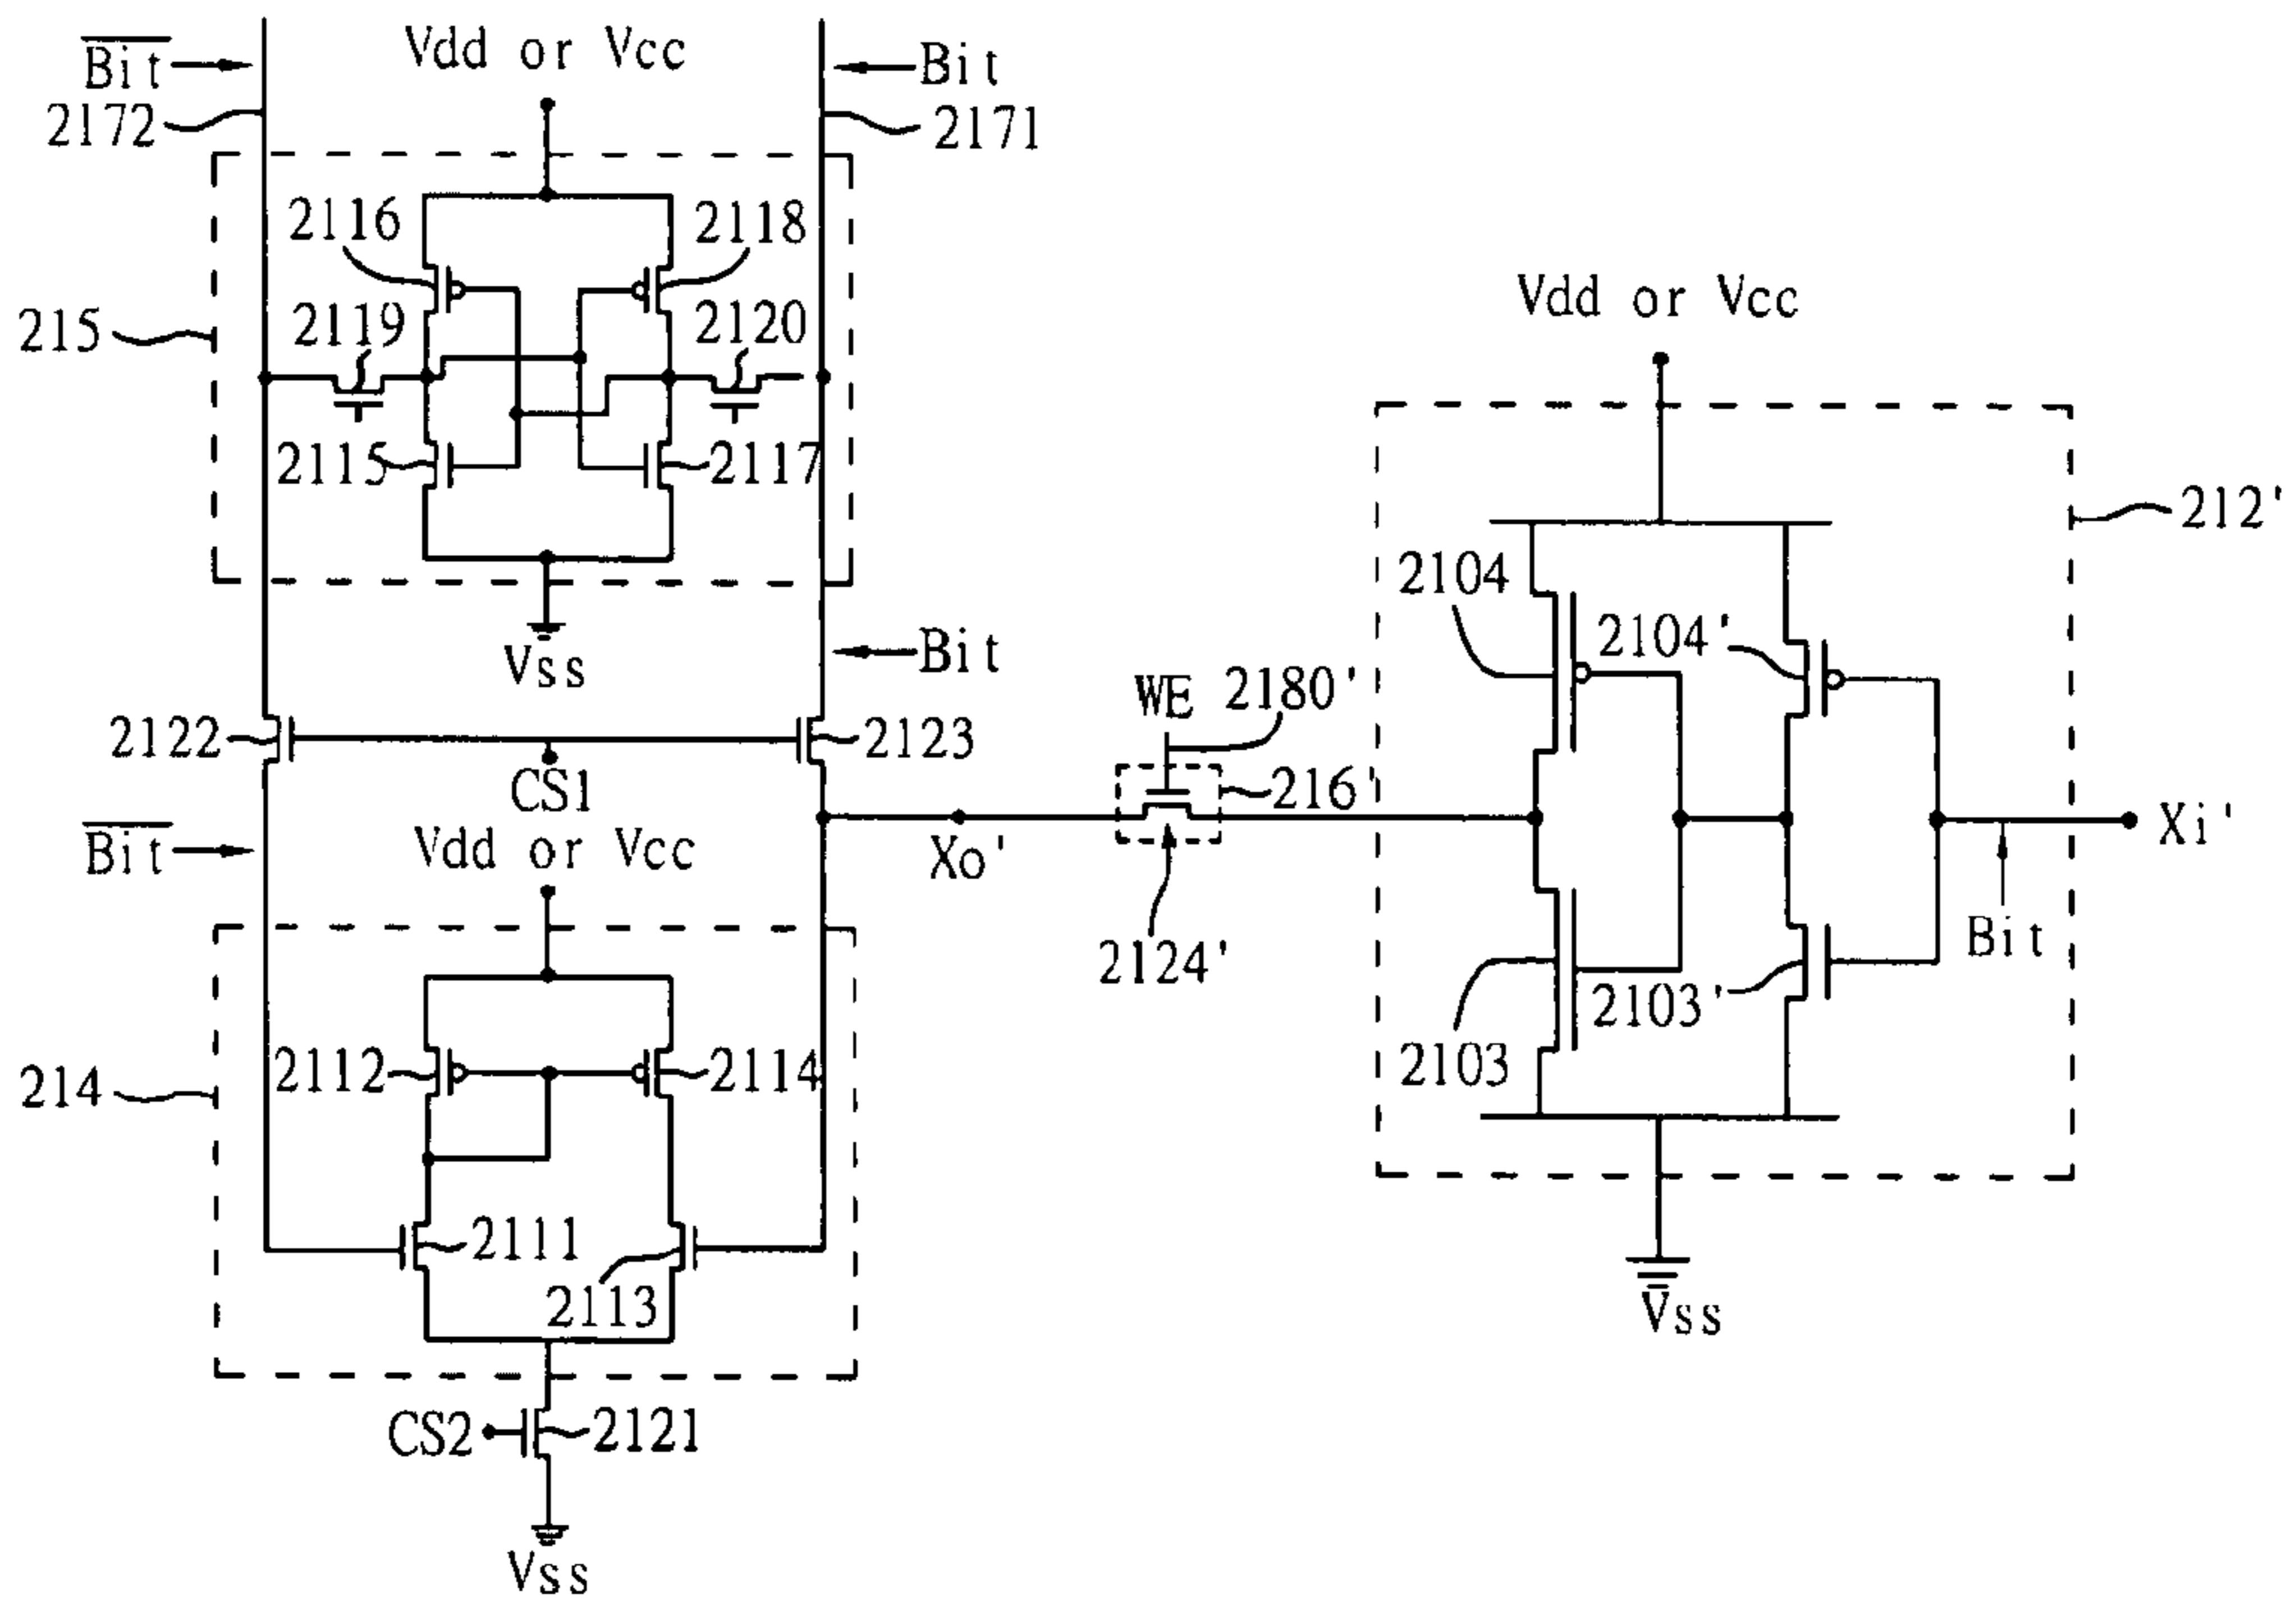 Bit
Vdd or Vcc
Bit
2172
2171
2116
2118
215
2119
2120
2115
2117
Vss
Bit
2122
2123
CS1
Bit
Vdd or Vcc
Xo'
WE
2180'
216'
2124'
Vdd or Vcc
212'
2104
2104'
Xi'
Bit
2103'
2103
Vss
214
2112
2114
2111
2113
CS2
2121
Vss